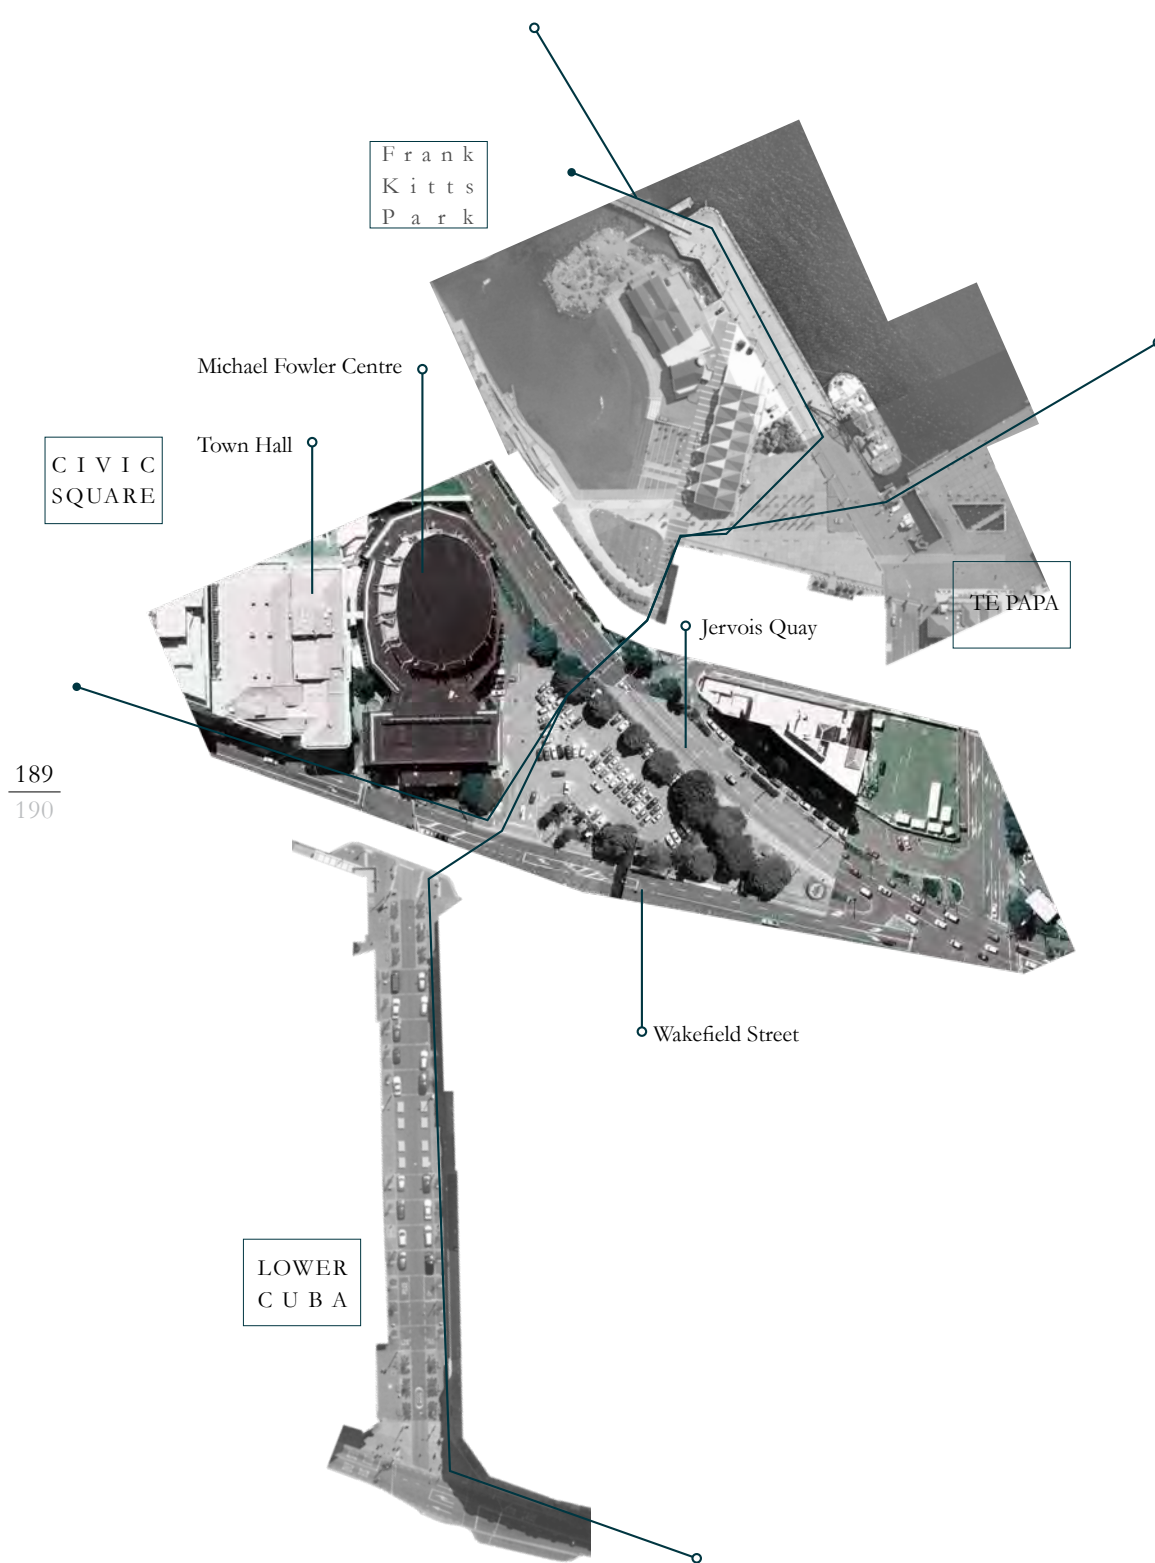 Frank
Kitts
Park
Michael Fowler Centre
Town Hall
CIVIC
SQUARE
TE PAPA
Jervois Quay
189
190
Wakefield Street
LOWER
CUBA